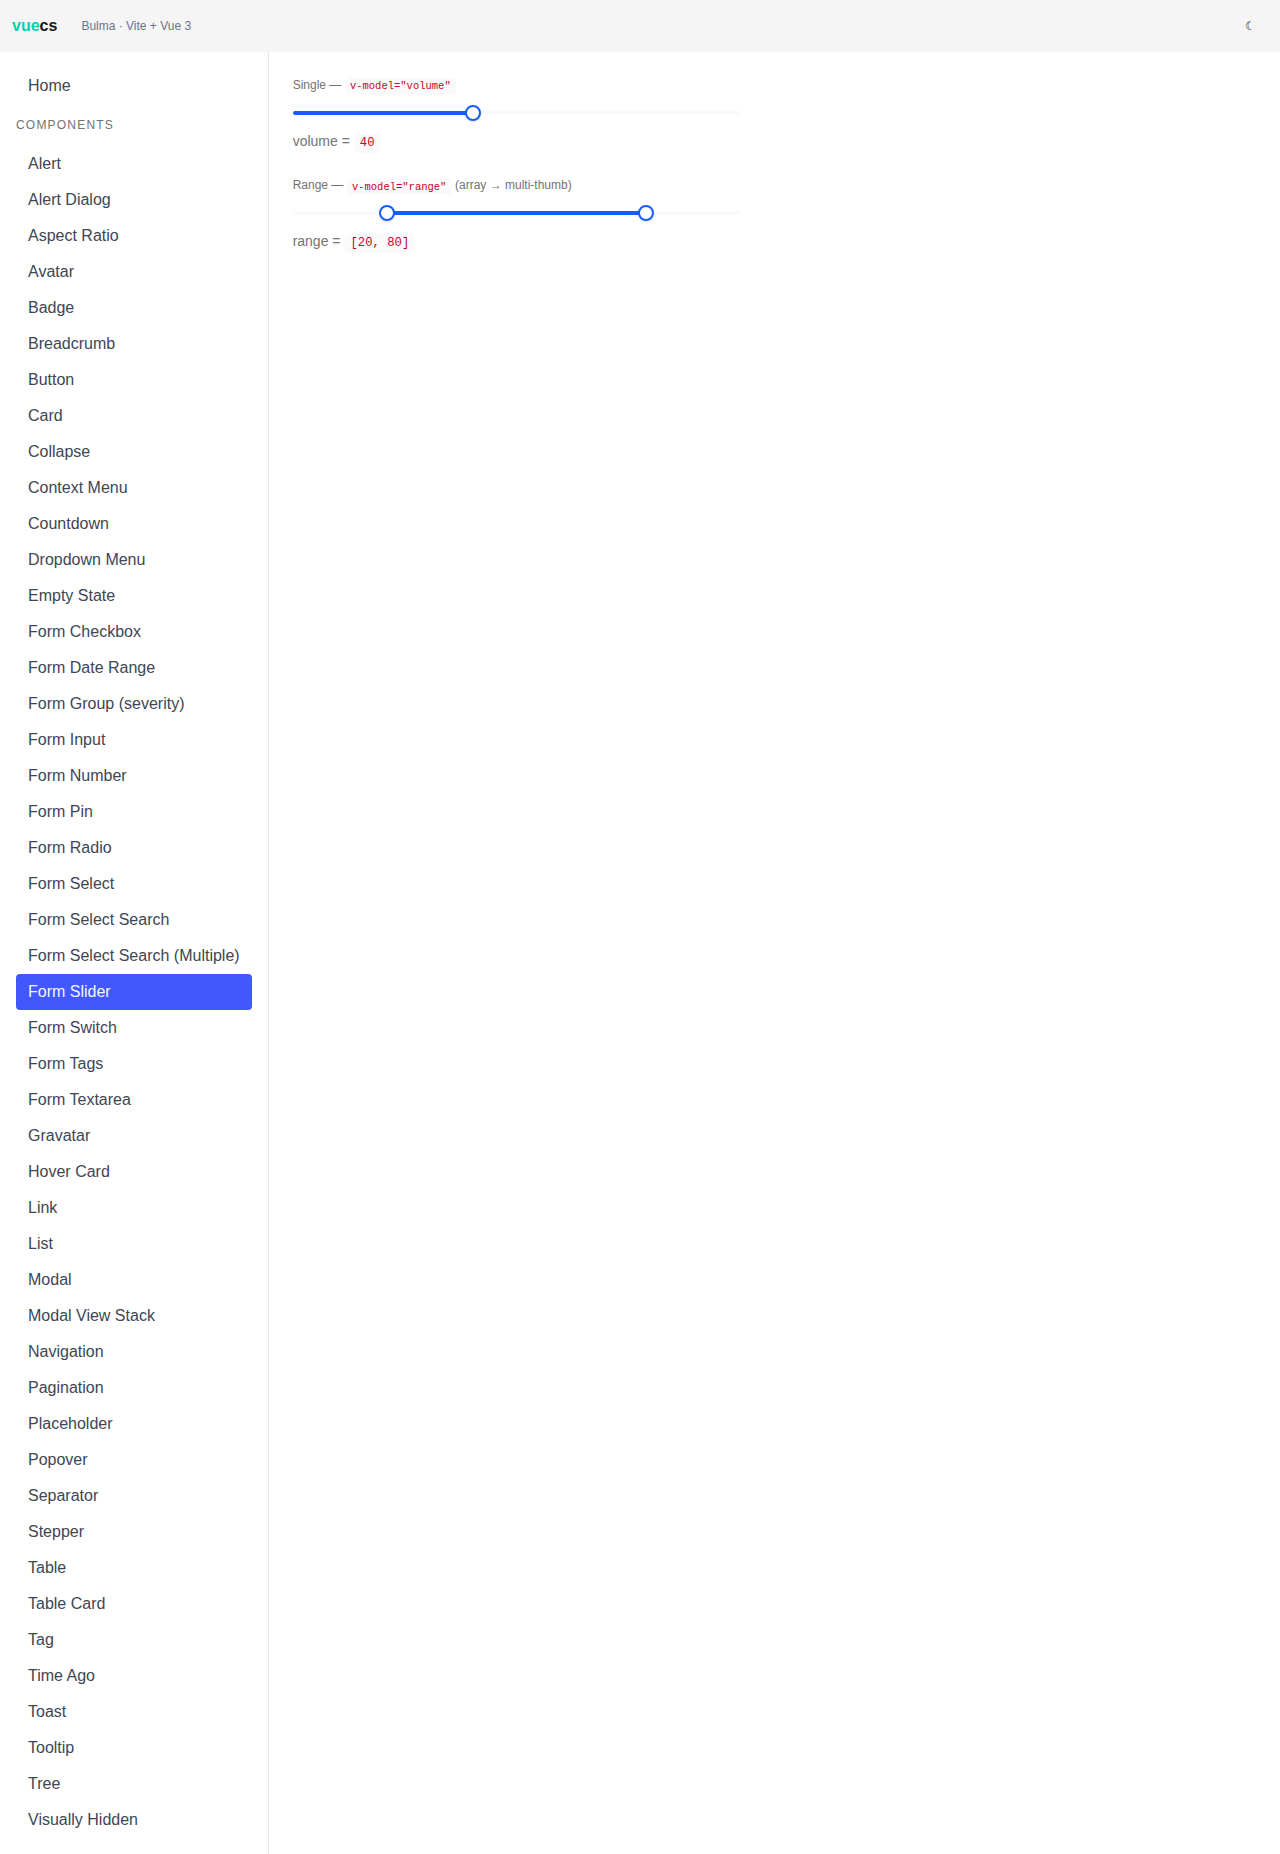 vuecs Bulma · Vite + Vue 3
Home
COMPONENTS
Alert
Alert Dialog
Aspect Ratio
Avatar
Badge
Breadcrumb
Button
Card
Collapse
Context Menu
Countdown
Dropdown Menu
Empty State
Form Checkbox
Form Date Range
Form Group (severity)
Form Input
Form Number
Form Pin
Form Radio
Form Select
Form Select Search
Form Select Search (Multiple)
Form Slider
Form Switch
Form Tags
Form Textarea
Gravatar
Hover Card
Link
List
Modal
Modal View Stack
Navigation
Pagination
Placeholder
Popover
Separator
Stepper
Table
Table Card
Tag
Time Ago
Toast
Tooltip
Tree
Visually Hidden
Single — v-model="volume"
volume = 40
Range — v-model="range" (array → multi-thumb)
range = [20, 80]